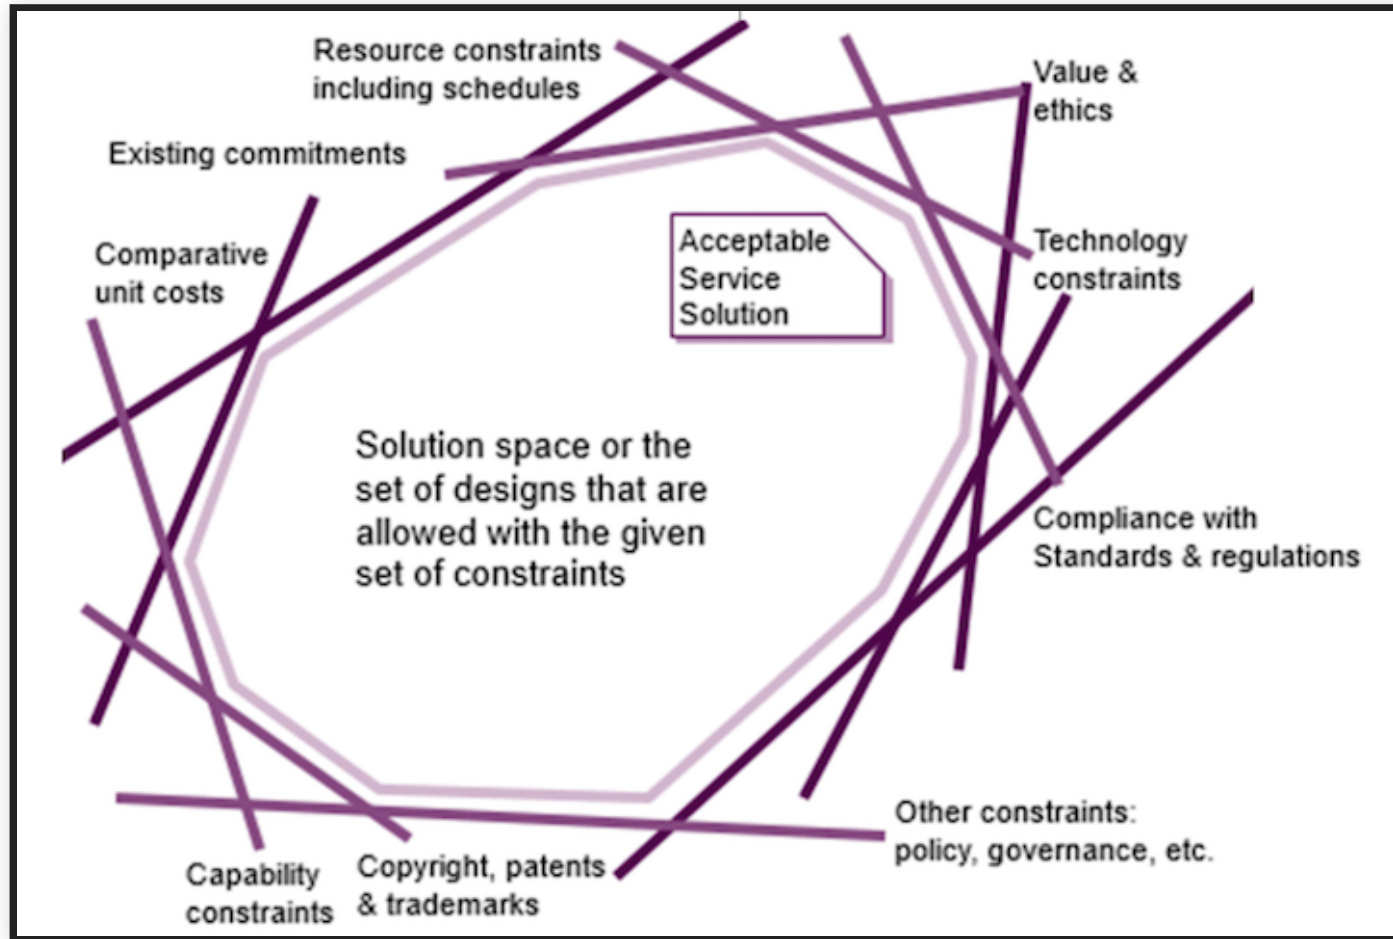 Resource constraints
including schedules
Value &
ethics
Existing commitments
Comparative
unit costs
Acceptable
Service
Solution
Technology
constraints
Solution space or the
set of designs that are
allowed with the given
set of constraints
Compliance with
Standards & regulations
Other constraints:
policy, governance, etc.
Capability
constraints
Copyright, patents
& trademarks